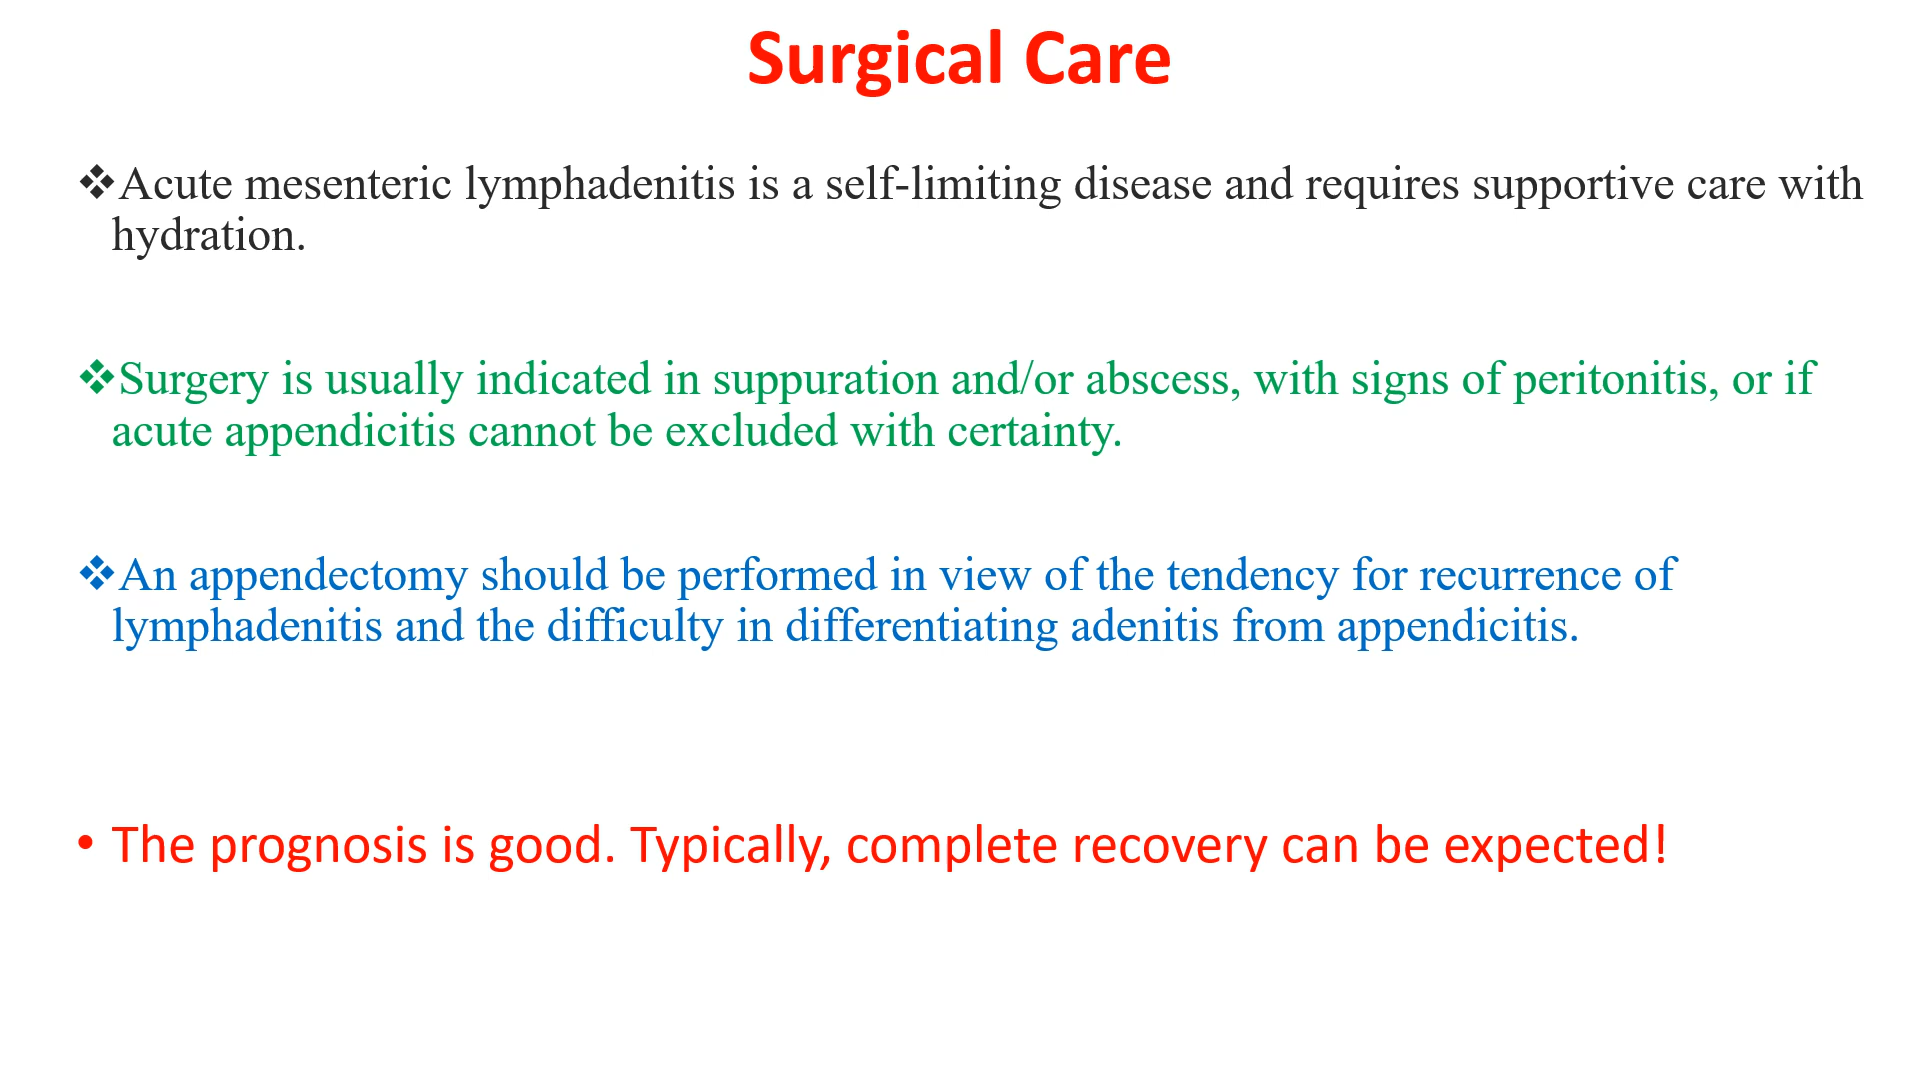 Surgical Care
❖Acute mesenteric lymphadenitis is a self-limiting disease and requires supportive care with
hydration.
❖Surgery is usually indicated in suppuration and/or abscess, with signs of peritonitis, or if
acute appendicitis cannot be excluded with certainty.
❖An appendectomy should be performed in view of the tendency for recurrence of
lymphadenitis and the difficulty in differentiating adenitis from appendicitis.
• The prognosis is good. Typically, complete recovery can be expected!